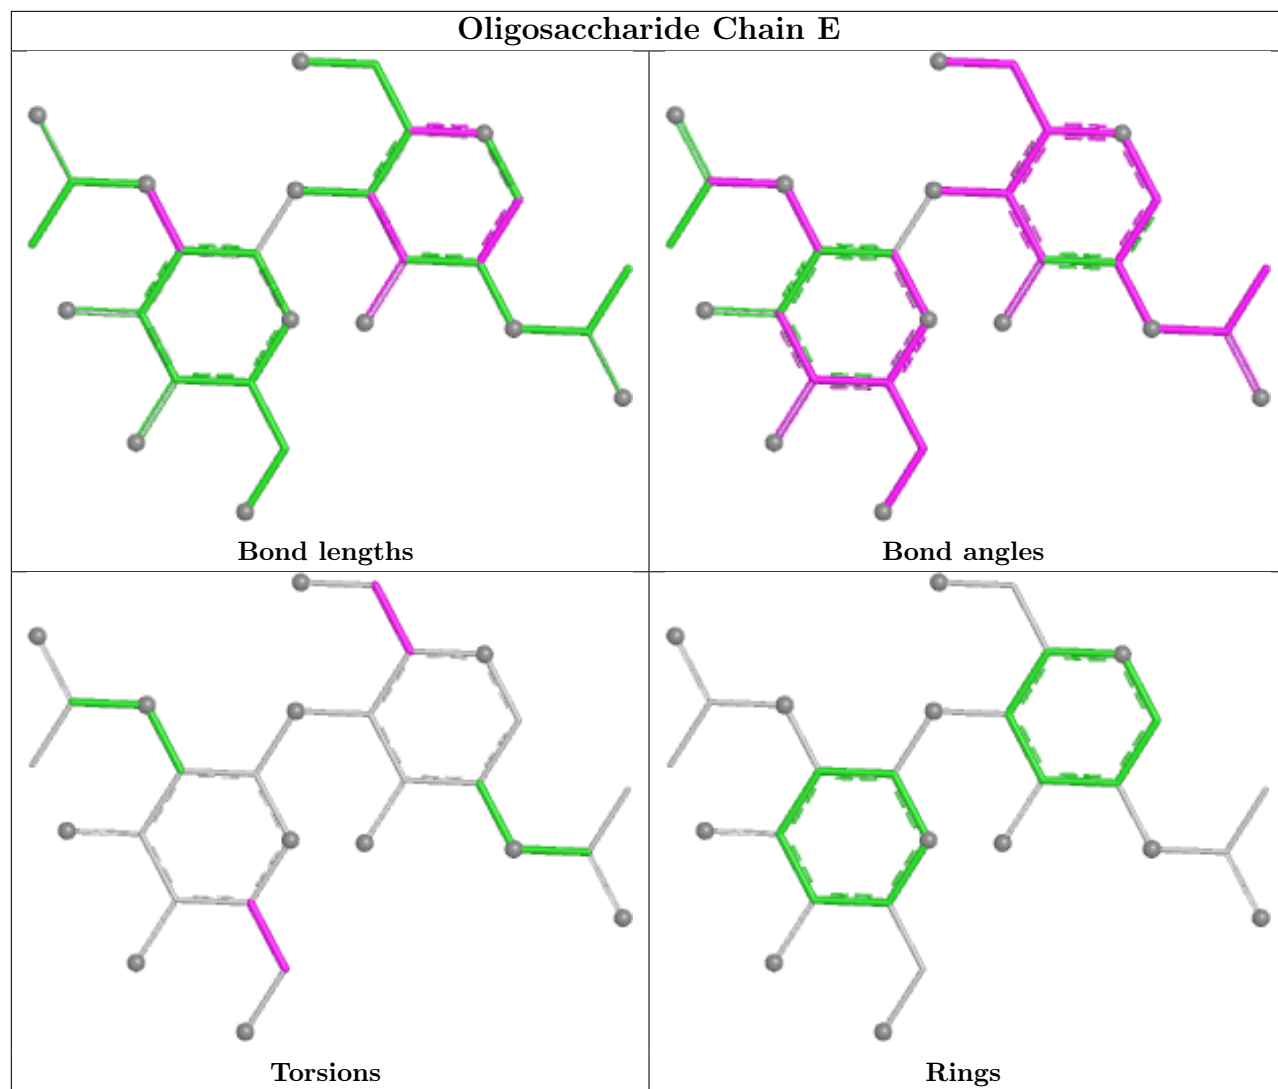 Oligosaccharide Chain E
Bond lengths
Bond angles
Torsions
Rings